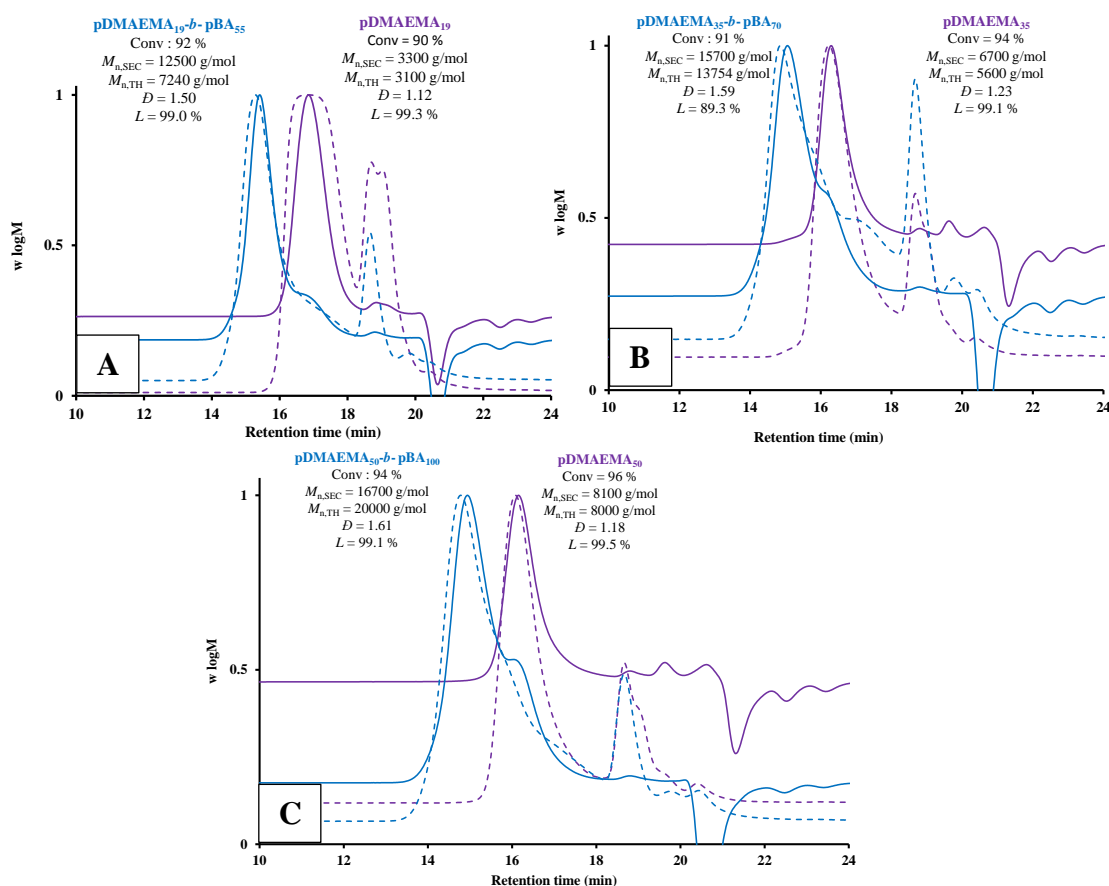 pDMAEMA₁₉-b-pBA₅₅
Conv : 92 %
Mn,SEC = 12500 g/mol
Mn,TH = 7240 g/mol
Đ = 1.50
L = 99.0 %
pDMAEMA₁₉
Conv = 90 %
Mn,SEC = 3300 g/mol
Mn,TH = 3100 g/mol
Đ = 1.12
L = 99.3 %
w logM
1
0.5
0
A
10 12 14 16 18 20 22 24
Retention time (min)
pDMAEMA₃₅-b-pBA₇₀
Conv : 91 %
Mn,SEC = 15700 g/mol
Mn,TH = 13754 g/mol
Đ = 1.59
L = 89.3 %
pDMAEMA₃₅
Conv = 94 %
Mn,SEC = 6700 g/mol
Mn,TH = 5600 g/mol
Đ = 1.23
L = 99.1 %
w logM
1
0.5
0
B
10 12 14 16 18 20 22 24
Retention time (min)
pDMAEMA₅₀-b-pBA₁₀₀
Conv : 94 %
Mn,SEC = 16700 g/mol
Mn,TH = 20000 g/mol
Đ = 1.61
L = 99.1 %
pDMAEMA₅₀
Conv = 96 %
Mn,SEC = 8100 g/mol
Mn,TH = 8000 g/mol
Đ = 1.18
L = 99.5 %
w logM
1
0.5
0
C
10 12 14 16 18 20 22 24
Retention time (min)